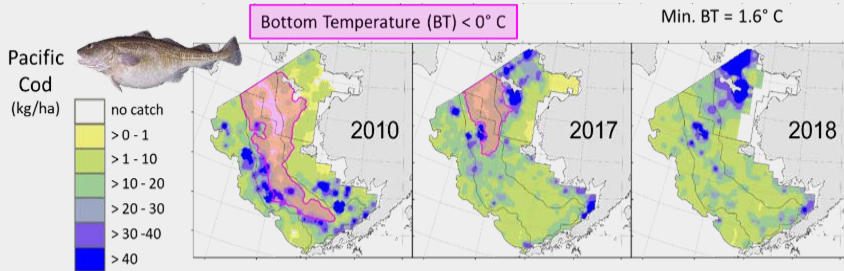 Bottom Temperature (BT) < 0° C
Min. BT = 1.6° C
Pacific
Cod
(kg/ha)
no catch
> 0 - 1
> 1 - 10
> 10 - 20
> 20 - 30
> 30 -40
> 40
2010
2017
2018